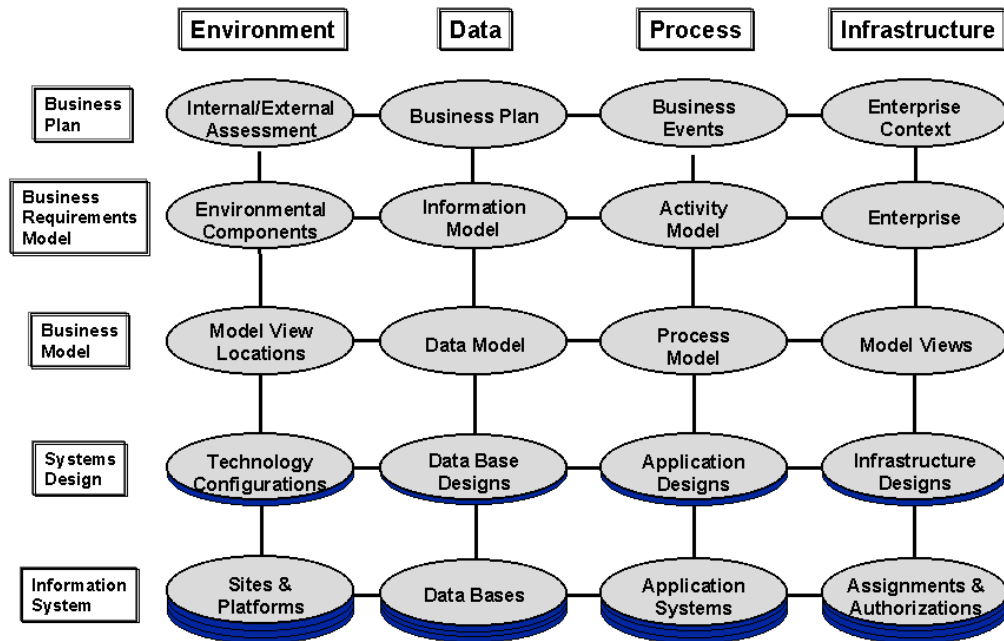 Environment
Data
Process
Infrastructure
Business
Plan
Internal/External
Assessment
Business Plan
Business
Events
Enterprise
Context
Business
Requirements
Model
Environmental
Components
Information
Model
Activity
Model
Enterprise
Business
Model
Model View
Locations
Data Model
Process
Model
Model Views
Systems
Design
Technology
Configurations
Data Base
Designs
Application
Designs
Infrastructure
Designs
Information
System
Sites &
Platforms
Data Bases
Application
Systems
Assignments &
Authorizations